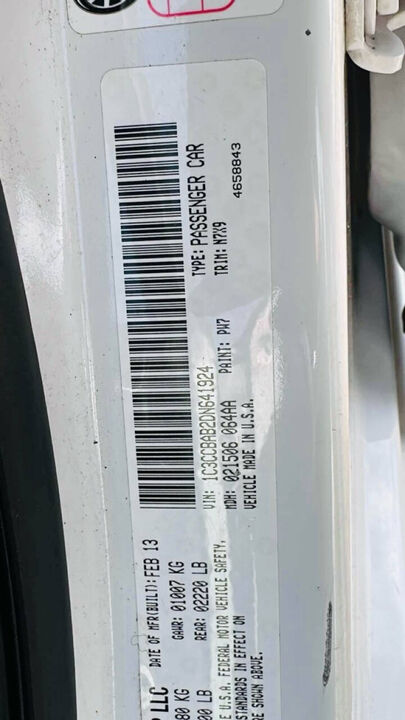 LLC DATE OF MFR(BUILT): FEB 13
80 KG GAWR: 01007 KG
00 LB REAR: 02220 LB
U.S.A. FEDERAL MOTOR VEHICLE SAFETY,
STANDARDS IN EFFECT ON
SHOWN ABOVE.
VIN: 1C3CCBAB2DN641924 TYPE: PASSENGER CAR
MDH: 021506 064AA PAINT: PW7 TRIM: N7X9
VEHICLE MADE IN U.S.A. 4658843